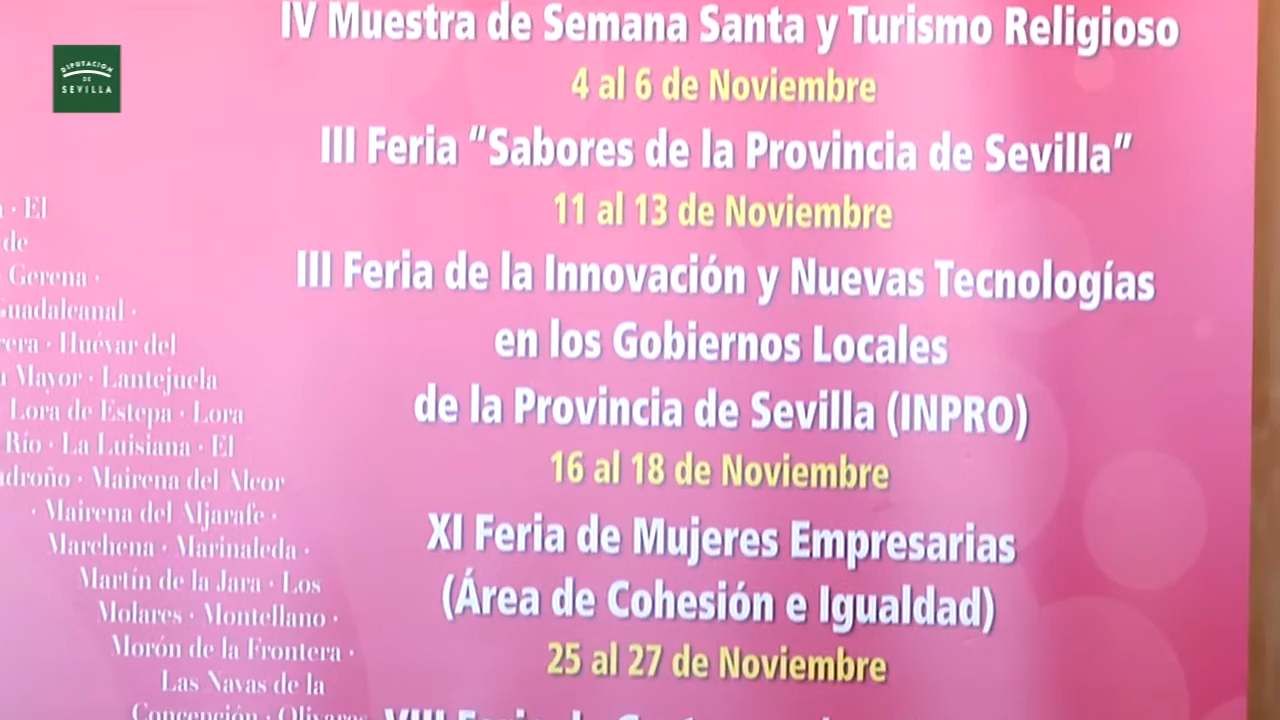 DIPUTACIÓN
DE
SEVILLA
IV Muestra de Semana Santa y Turismo Religioso
4 al 6 de Noviembre
III Feria “Sabores de la Provincia de Sevilla”
11 al 13 de Noviembre
III Feria de la Innovación y Nuevas Tecnologías
en los Gobiernos Locales
de la Provincia de Sevilla (INPRO)
16 al 18 de Noviembre
XI Feria de Mujeres Empresarias
(Área de Cohesión e Igualdad)
25 al 27 de Noviembre
· El
de
· Gerena ·
Guadalcanal ·
· Huévar del
Mayor · Lantejuela
· Lora de Estepa · Lora
Río · La Luisiana · El
· Mairena del Alcor
· Mairena del Aljarafe ·
Marchena · Marinaleda ·
Martín de la Jara · Los
Molares · Montellano ·
Morón de la Frontera ·
Las Navas de la
Concepción · Olivares